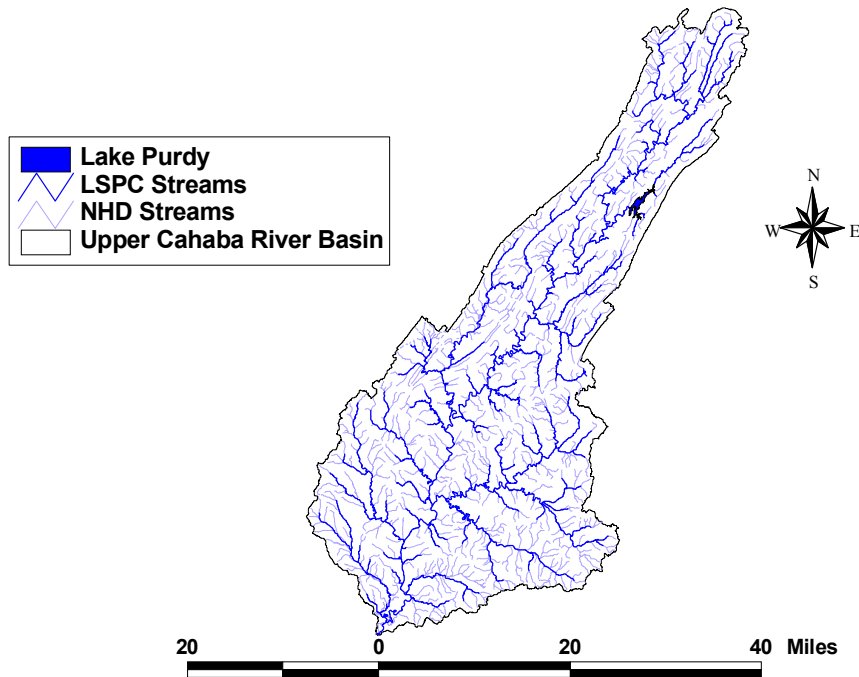 Lake Purdy
LSPC Streams
NHD Streams
Upper Cahaba River Basin
N
W E
S
20 0 20 40 Miles